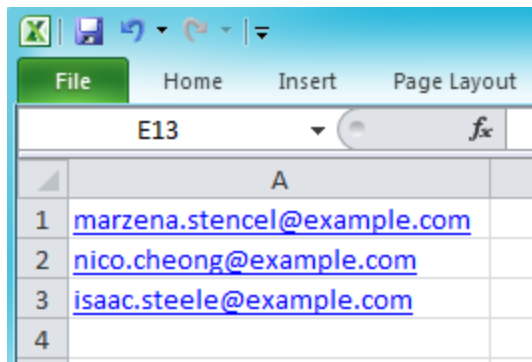 File Home Insert Page Layout
E13 fx
A
1 marzena.stencel@example.com
2 nico.cheong@example.com
3 isaac.steele@example.com
4